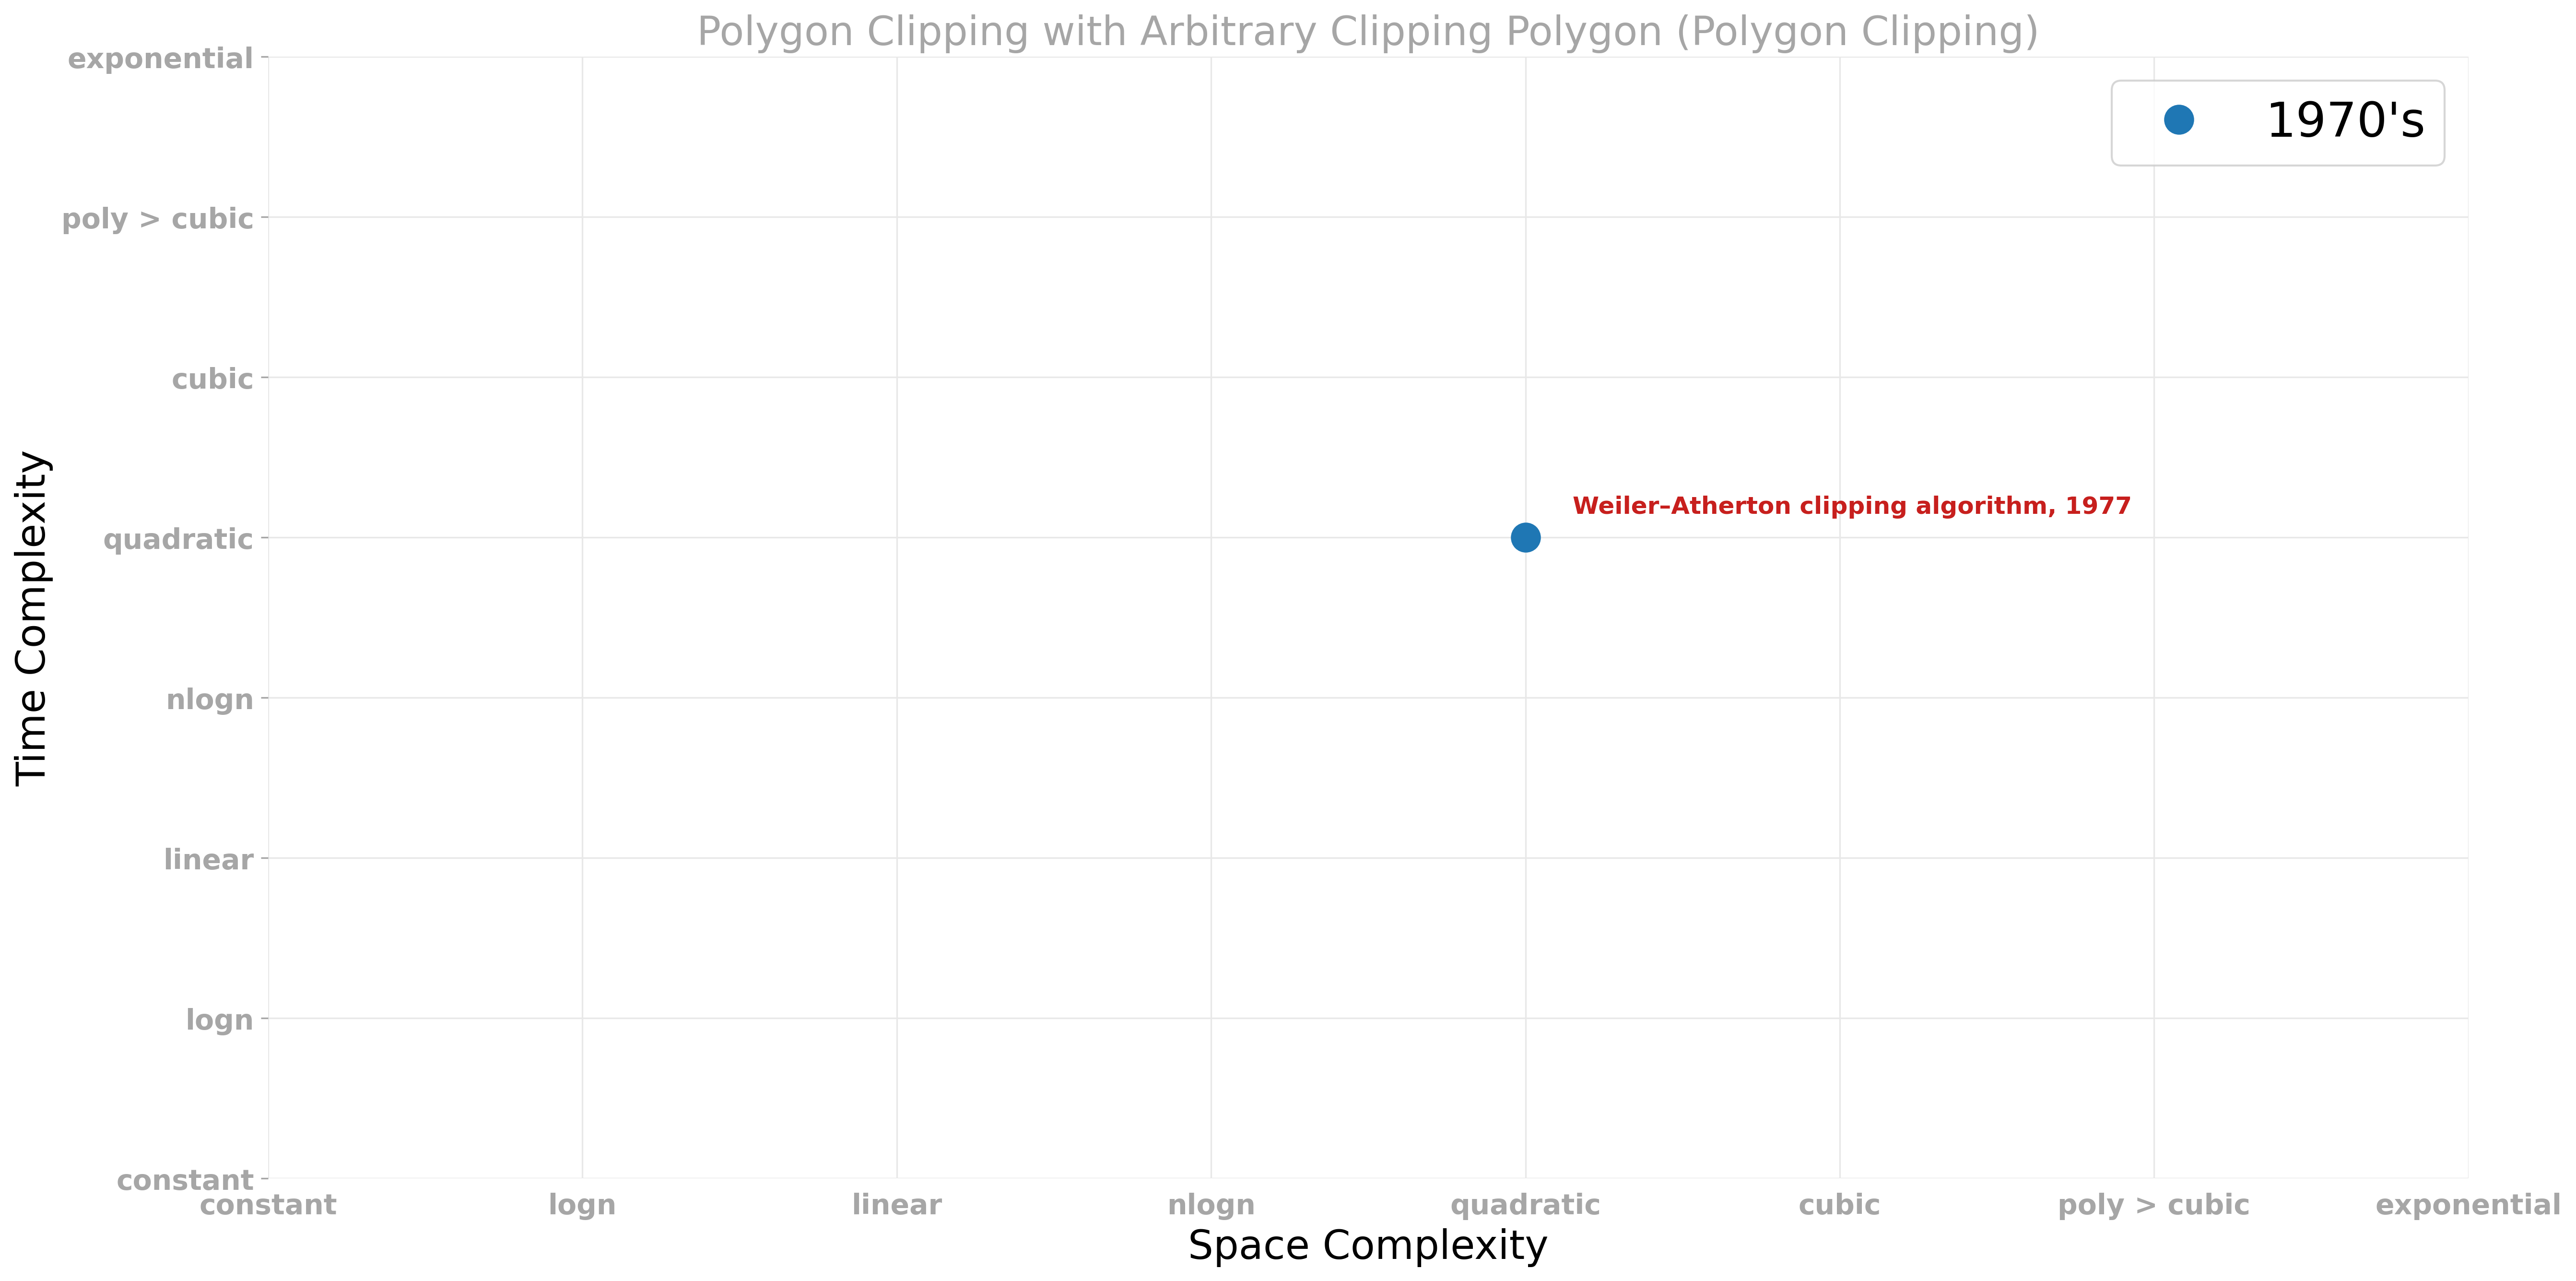 Polygon Clipping with Arbitrary Clipping Polygon (Polygon Clipping)
exponential
1970's
poly > cubic
cubic
Weiler–Atherton clipping algorithm, 1977
quadratic
nlogn
linear
logn
constant
Time Complexity
constant logn linear nlogn quadratic cubic poly > cubic exponential
Space Complexity